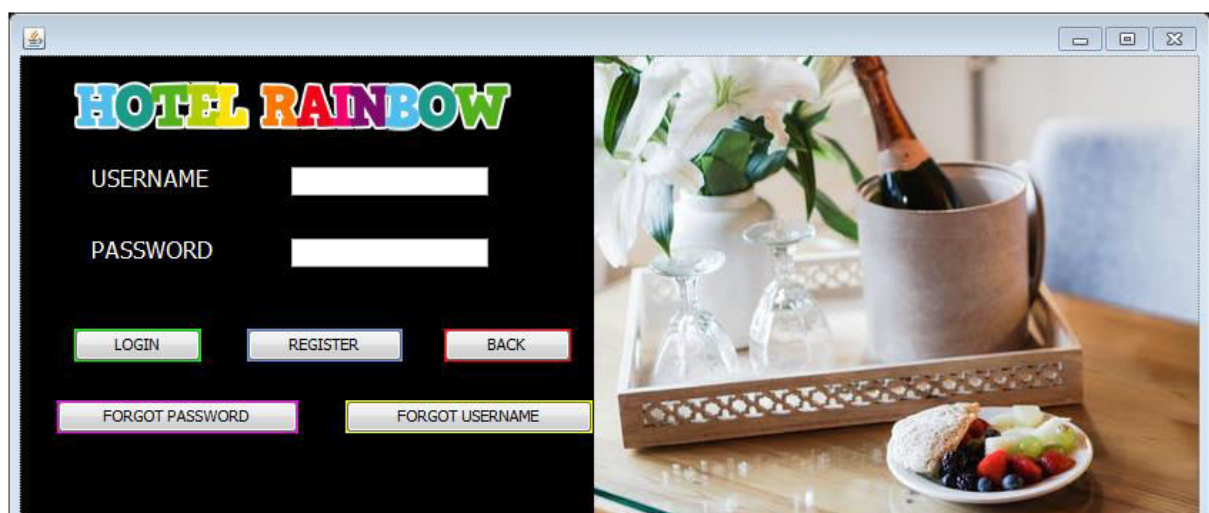 HOTEL RAINBOW
USERNAME
PASSWORD
LOGIN REGISTER BACK
FORGOT PASSWORD FORGOT USERNAME